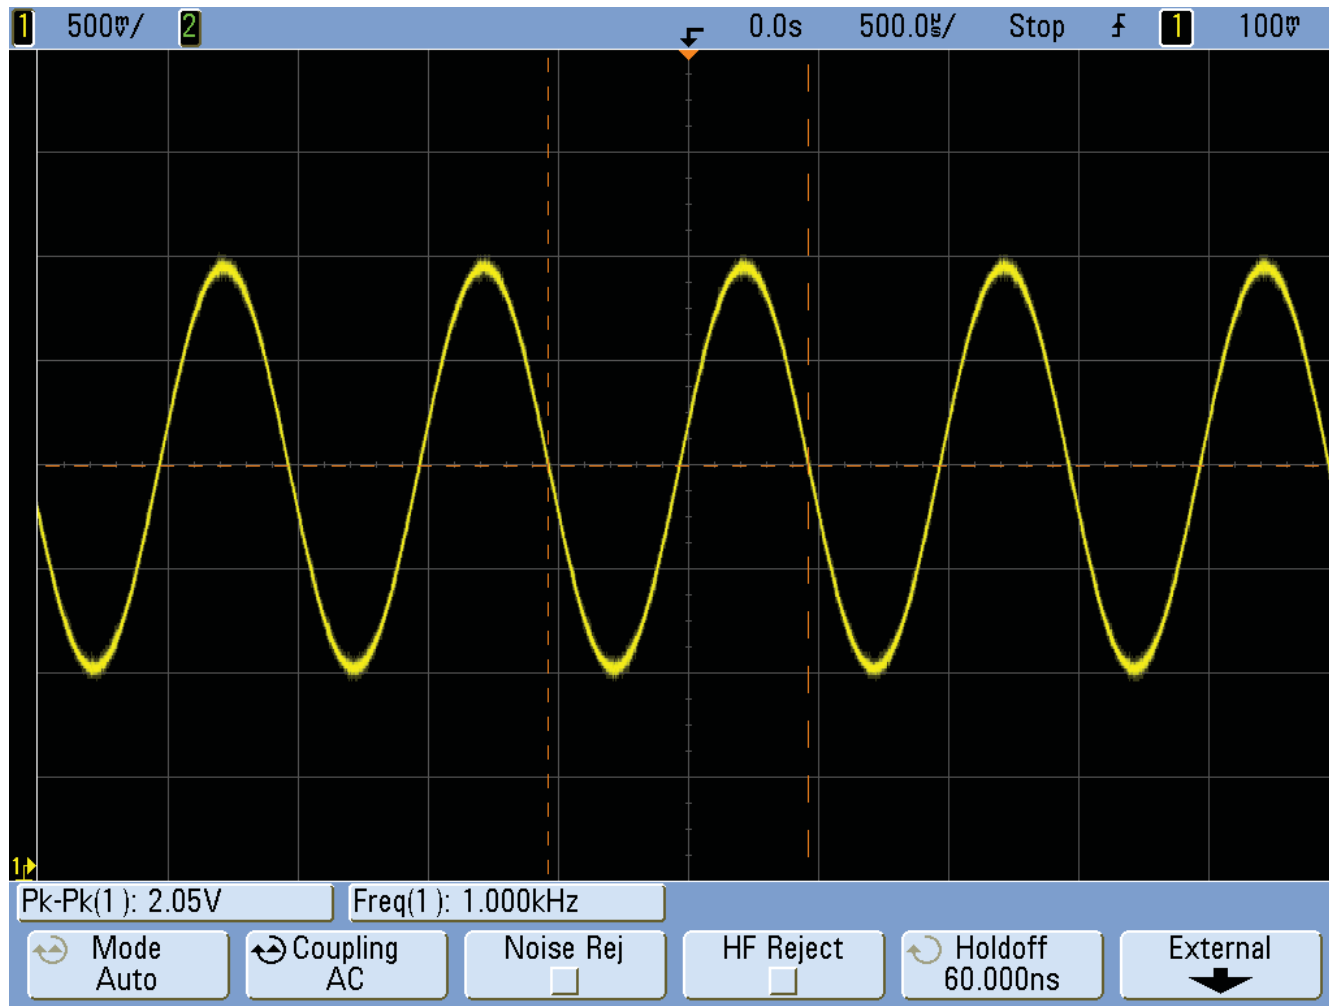 1 500mV/ 2 0.0s 500.0µs/ Stop 1 100mV
1
Pk-Pk(1): 2.05V Freq(1): 1.000kHz
Mode Coupling Noise Rej HF Reject Holdoff External
Auto AC 60.000ns